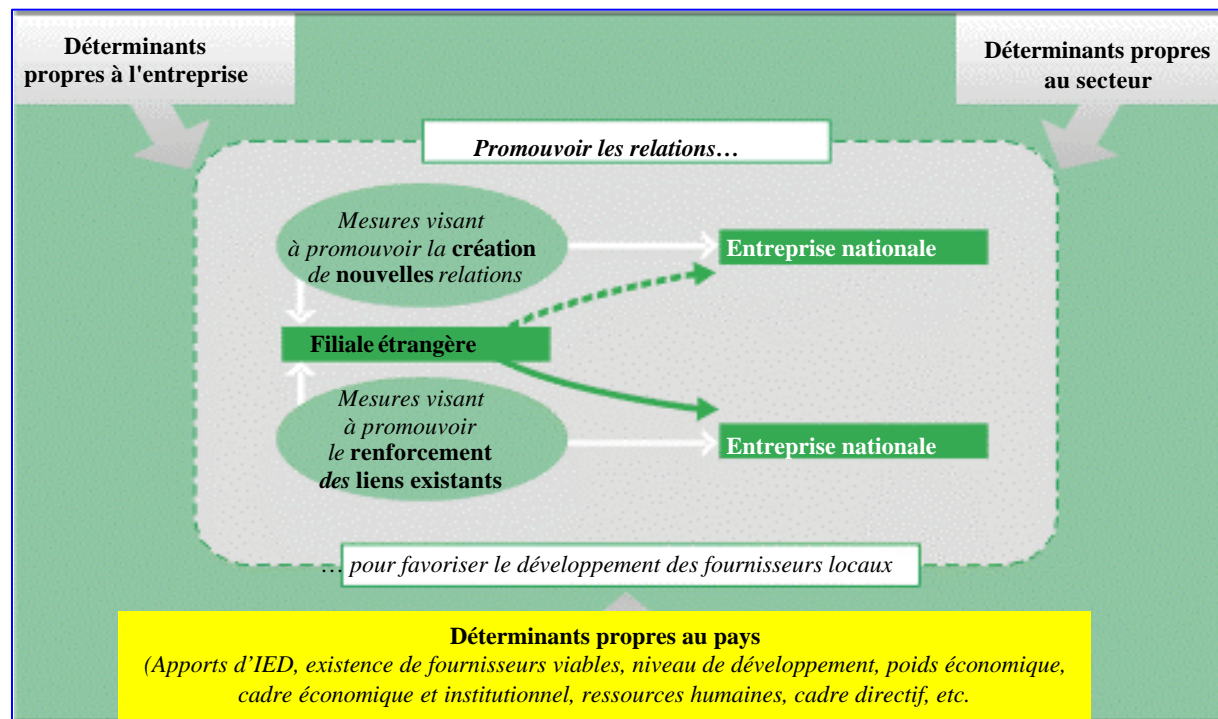 Déterminants
propres à l'entreprise
Déterminants propres
au secteur
Promouvoir les relations…
Mesures visant
à promouvoir la création
de nouvelles relations
Entreprise nationale
Filiale étrangère
Mesures visant
à promouvoir
le renforcement
des liens existants
Entreprise nationale
… pour favoriser le développement des fournisseurs locaux
Déterminants propres au pays
(Apports d’IED, existence de fournisseurs viables, niveau de développement, poids économique,
cadre économique et institutionnel, ressources humaines, cadre directif, etc.